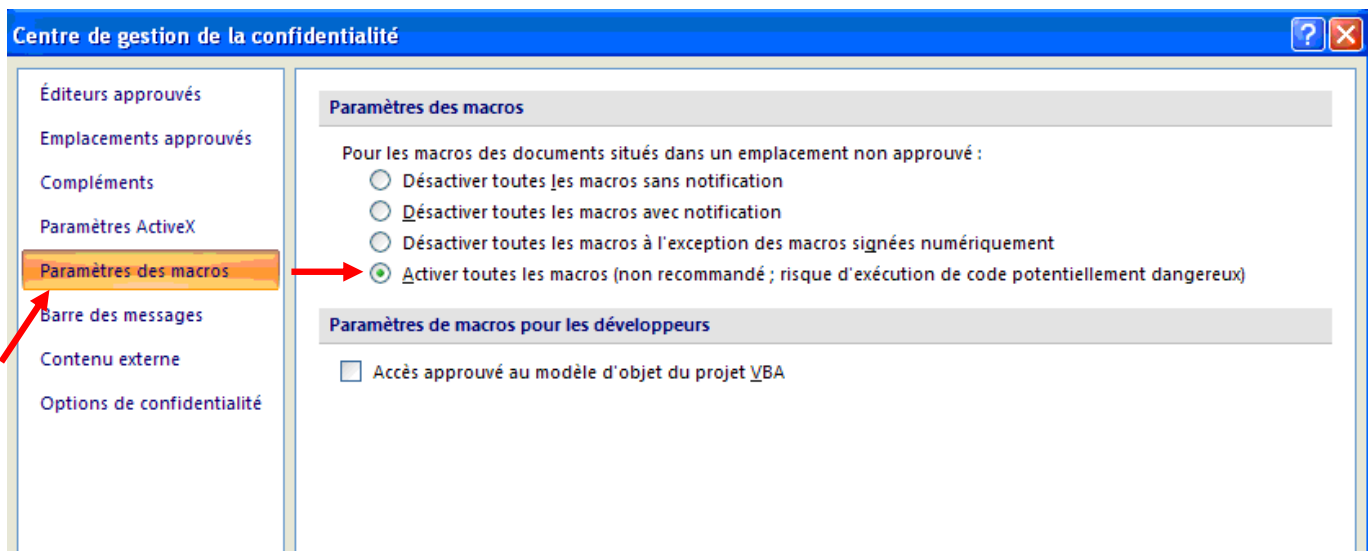 Centre de gestion de la confidentialité
Éditeurs approuvés
Emplacements approuvés
Compléments
Paramètres ActiveX
Paramètres des macros
Barre des messages
Contenu externe
Options de confidentialité
Paramètres des macros
Pour les macros des documents situés dans un emplacement non approuvé :
Désactiver toutes les macros sans notification
Désactiver toutes les macros avec notification
Désactiver toutes les macros à l'exception des macros signées numériquement
Activer toutes les macros (non recommandé ; risque d'exécution de code potentiellement dangereux)
Paramètres de macros pour les développeurs
Accès approuvé au modèle d'objet du projet VBA